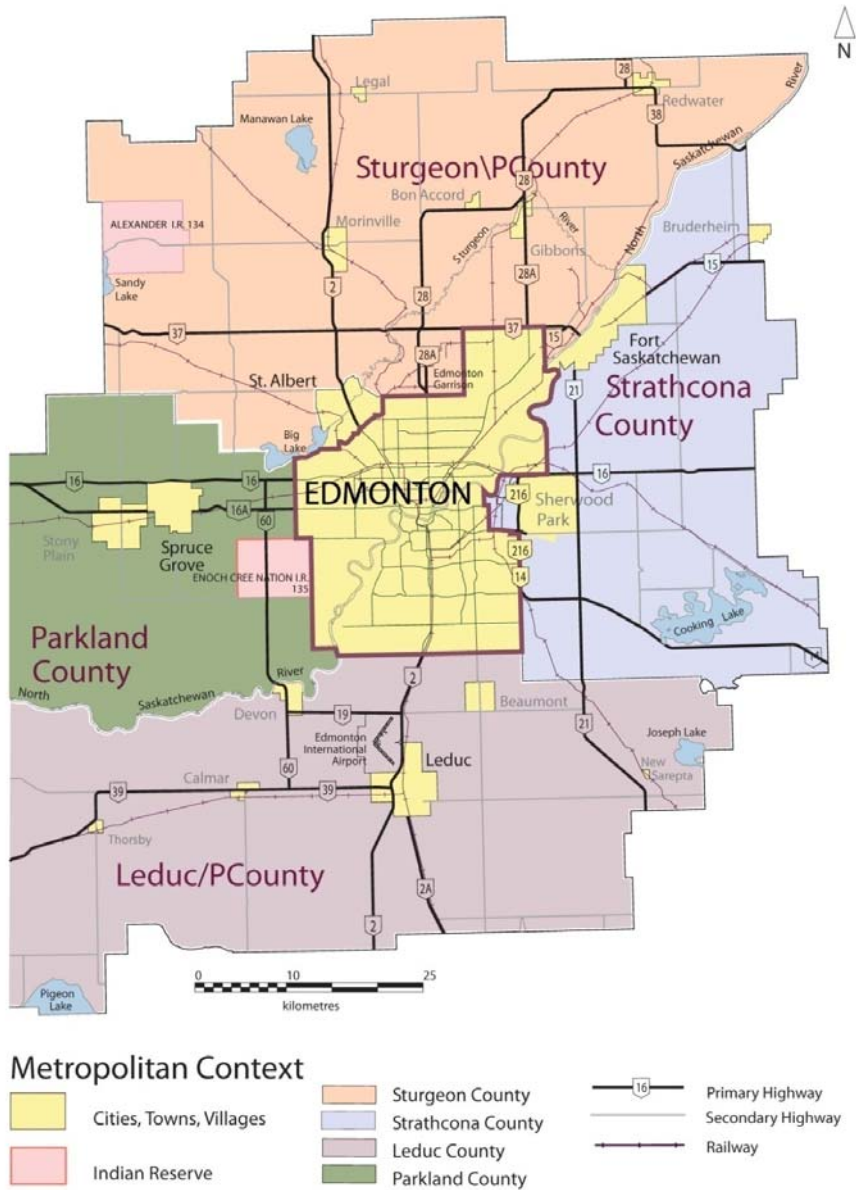 N
28
Legal
Redwater
River
38
Manawan Lake
Saskatchewan
Sturgeon\PCounty
28
Bon Accord
ALEXANDER I.R. 134
Morinville
Sturgeon
River
Gibbons
North
Bruderheim
Sandy
Lake
2
28
28A
15
37
37
15
28A
Edmonton
Garrison
Fort
Saskatchewan
St. Albert
21
Strathcona
County
Big
Lake
16
16
EDMONTON
16
216
Sherwood
Park
16A
60
Stony
Plain
Spruce
Grove
216
14
ENOCH CREE NATION I.R.
135
Cooking Lake
Parkland
County
North
Saskatchewan
River
2
Devon
19
Beaumont
21
Edmonton
International
Airport
Joseph Lake
60
Leduc
New
Sarepta
Calmar
39
39
Thorsby
Leduc/PCounty
2A
2
0
10
25
kilometres
Pigeon
Lake
Metropolitan Context
Cities, Towns, Villages
Indian Reserve
Sturgeon County
Strathcona County
Leduc County
Parkland County
16
Primary Highway
Secondary Highway
Railway